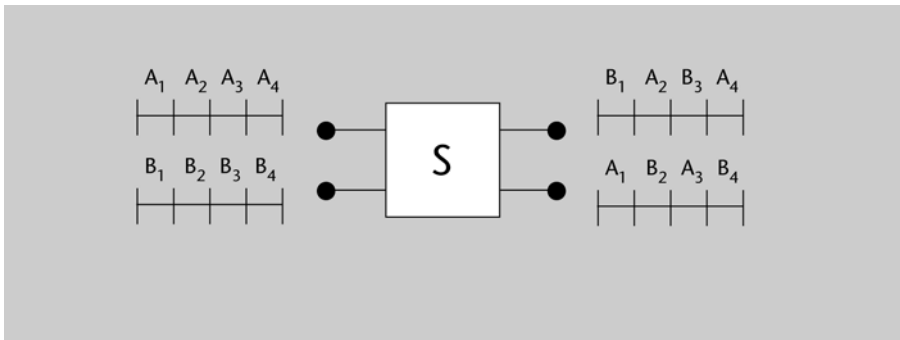 A₁ A₂ A₃ A₄
B₁ A₂ B₃ A₄
S
B₁ B₂ B₃ B₄
A₁ B₂ A₃ B₄